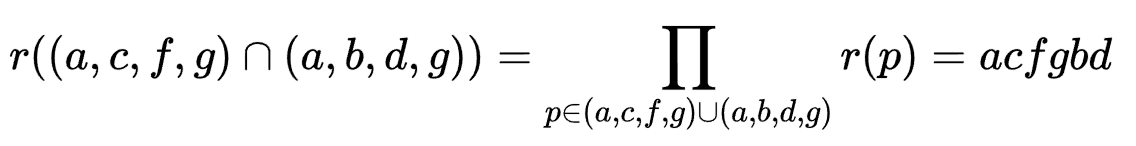 r((a, c, f, g) ∩ (a, b, d, g)) = ∏_{p∈(a,c,f,g)∪(a,b,d,g)} r(p) = acfgbd